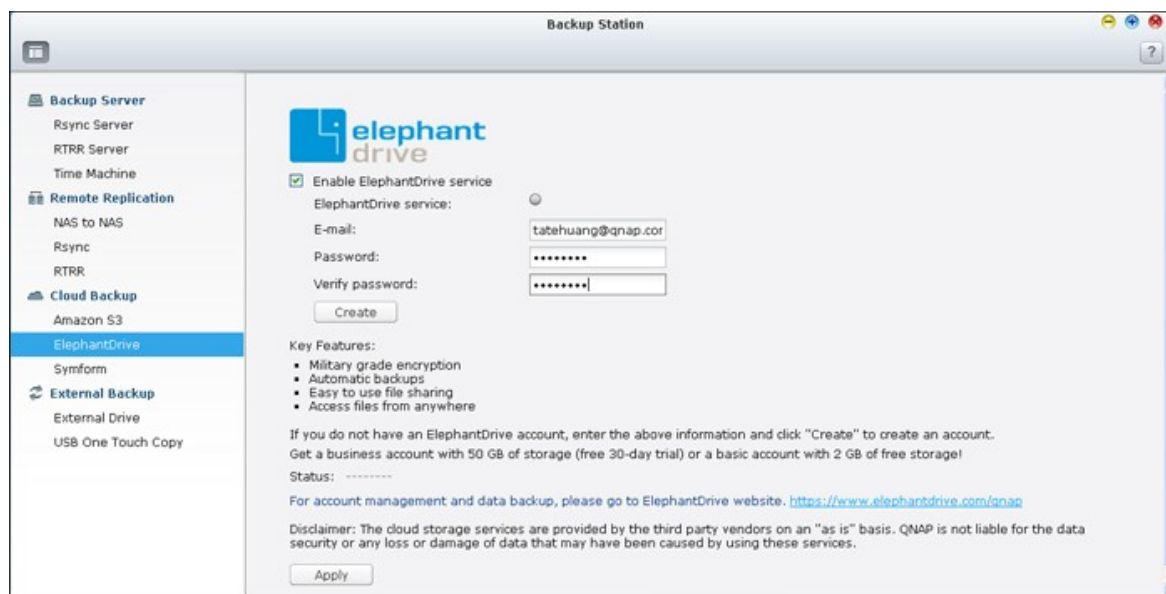 Backup Station
?
Backup Server
Rsync Server
RTRR Server
Time Machine
Remote Replication
NAS to NAS
Rsync
RTRR
Cloud Backup
Amazon S3
ElephantDrive
Symform
External Backup
External Drive
USB One Touch Copy
elephant
drive
Enable ElephantDrive service
ElephantDrive service:
E-mail: tatehuang@qnap.cor
Password: ••••••••
Verify password: ••••••••
Create
Key Features:
▪ Military grade encryption
▪ Automatic backups
▪ Easy to use file sharing
▪ Access files from anywhere
If you do not have an ElephantDrive account, enter the above information and click "Create" to create an account.
Get a business account with 50 GB of storage (free 30-day trial) or a basic account with 2 GB of free storage!
Status: --------
For account management and data backup, please go to ElephantDrive website. https://www.elephantdrive.com/qnap
Disclaimer: The cloud storage services are provided by the third party vendors on an "as is" basis. QNAP is not liable for the data
security or any loss or damage of data that may have been caused by using these services.
Apply